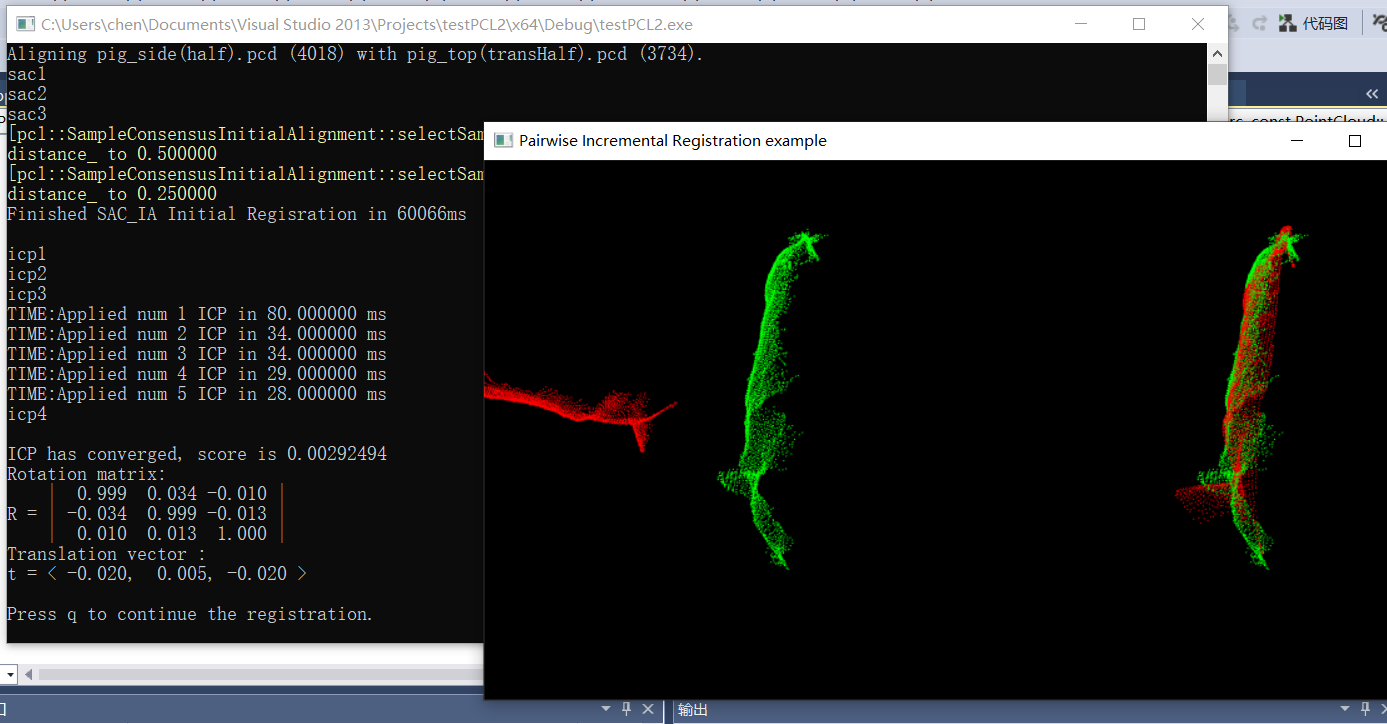 C:\Users\chen\Documents\Visual Studio 2013\Projects\testPCL2\x64\Debug\testPCL2.exe
代码图
Aligning pig_side(half).pcd (4018) with pig_top(transHalf).pcd (3734).
sac1
sac2
sac3
[pcl::SampleConsensusInitialAlignment::selectSam
distance_ to 0.500000
[pcl::SampleConsensusInitialAlignment::selectSam
distance_ to 0.250000
Finished SAC_IA Initial Regisration in 60066ms
icp1
icp2
icp3
TIME:Applied num 1 ICP in 80.000000 ms
TIME:Applied num 2 ICP in 34.000000 ms
TIME:Applied num 3 ICP in 34.000000 ms
TIME:Applied num 4 ICP in 29.000000 ms
TIME:Applied num 5 ICP in 28.000000 ms
icp4
ICP has converged, score is 0.00292494
Rotation matrix:
| 0.999 0.034 -0.010 |
R = | -0.034 0.999 -0.013 |
| 0.010 0.013 1.000 |
Translation vector :
t = < -0.020, 0.005, -0.020 >
Press q to continue the registration.
Pairwise Incremental Registration example
输出